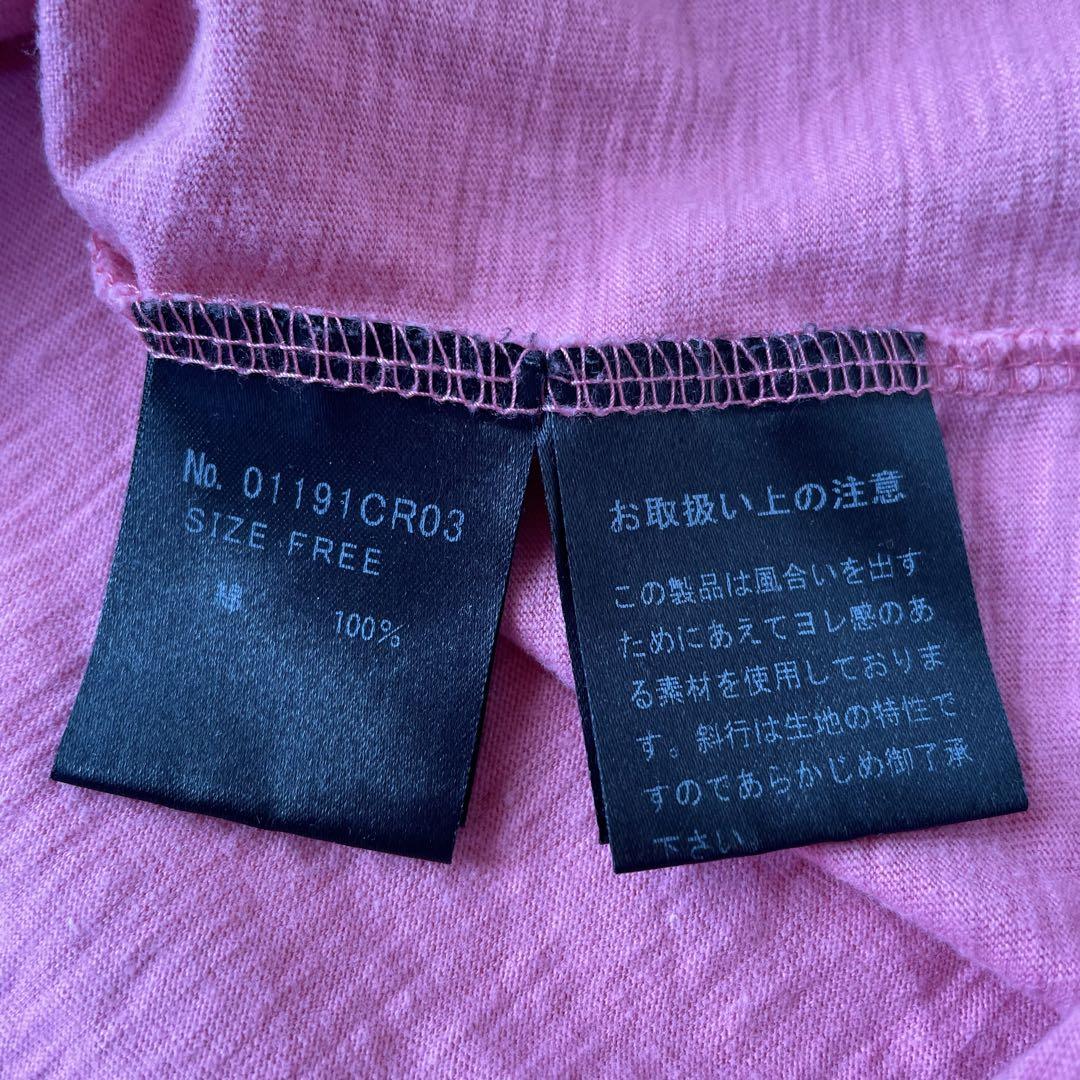 No. 01191CR03
SIZE FREE
綿 100%
お取扱い上の注意
この製品は風合いを出す
ためにあえてヨレ感のあ
る素材を使用しておりま
す。斜行は生地の特性で
すのであらかじめ御了承
下さい